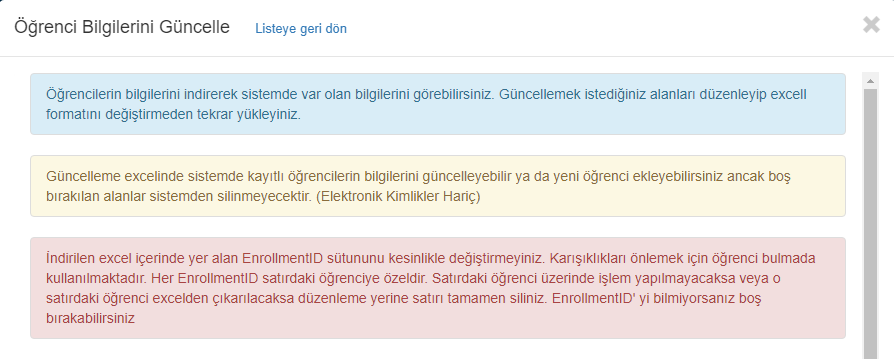 Öğrenci Bilgilerini Güncelle Listeye geri dön
Öğrencilerin bilgilerini indirerek sistemde var olan bilgilerini görebilirsiniz. Güncellemek istediğiniz alanları düzenleyip excell
formatını değiştirmeden tekrar yükleyiniz.
Güncelleme excelinde sistemde kayıtlı öğrencilerin bilgilerini güncelleyebilir ya da yeni öğrenci ekleyebilirsiniz ancak boş
bırakılan alanlar sistemden silinmeyecektir. (Elektronik Kimlikler Hariç)
İndirilen excel içerinde yer alan EnrollmentID sütununu kesinlikle değiştirmeyiniz. Karışıklıkları önlemek için öğrenci bulmada
kullanılmaktadır. Her EnrollmentID satırdaki öğrenciye özeldir. Satırdaki öğrenci üzerinde işlem yapılmayacaksa veya o
satırdaki öğrenci excelden çıkarılacaksa düzenleme yerine satırı tamamen siliniz. EnrollmentID' yi bilmiyorsanız boş
bırakabilirsiniz